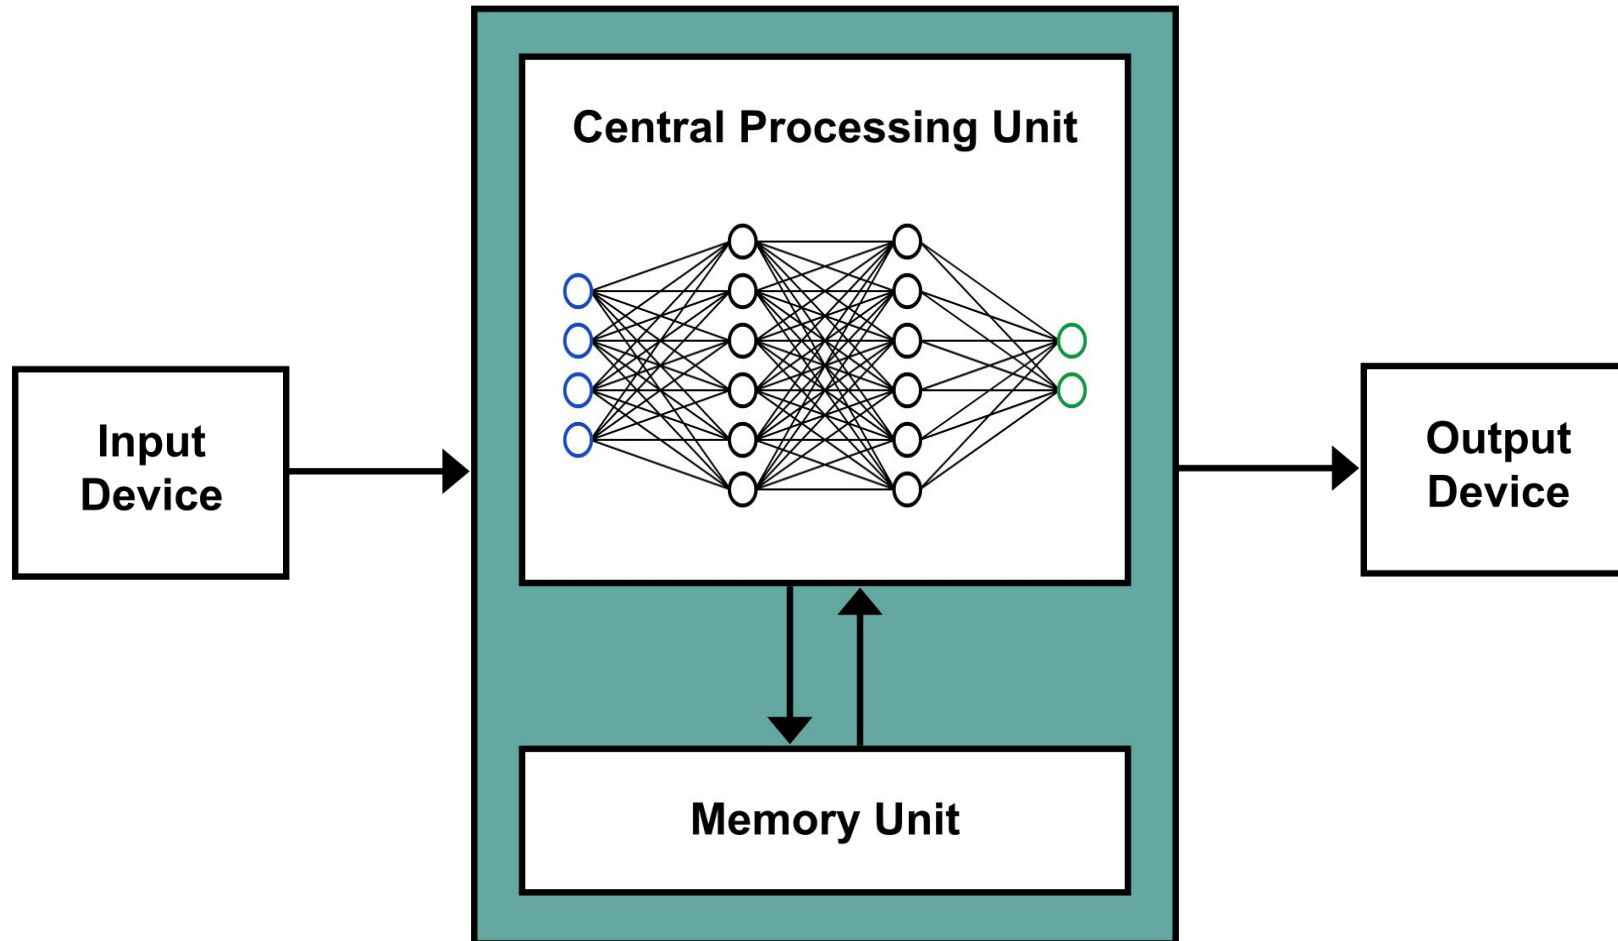 Central Processing Unit
Input
Device
Output
Device
Memory Unit